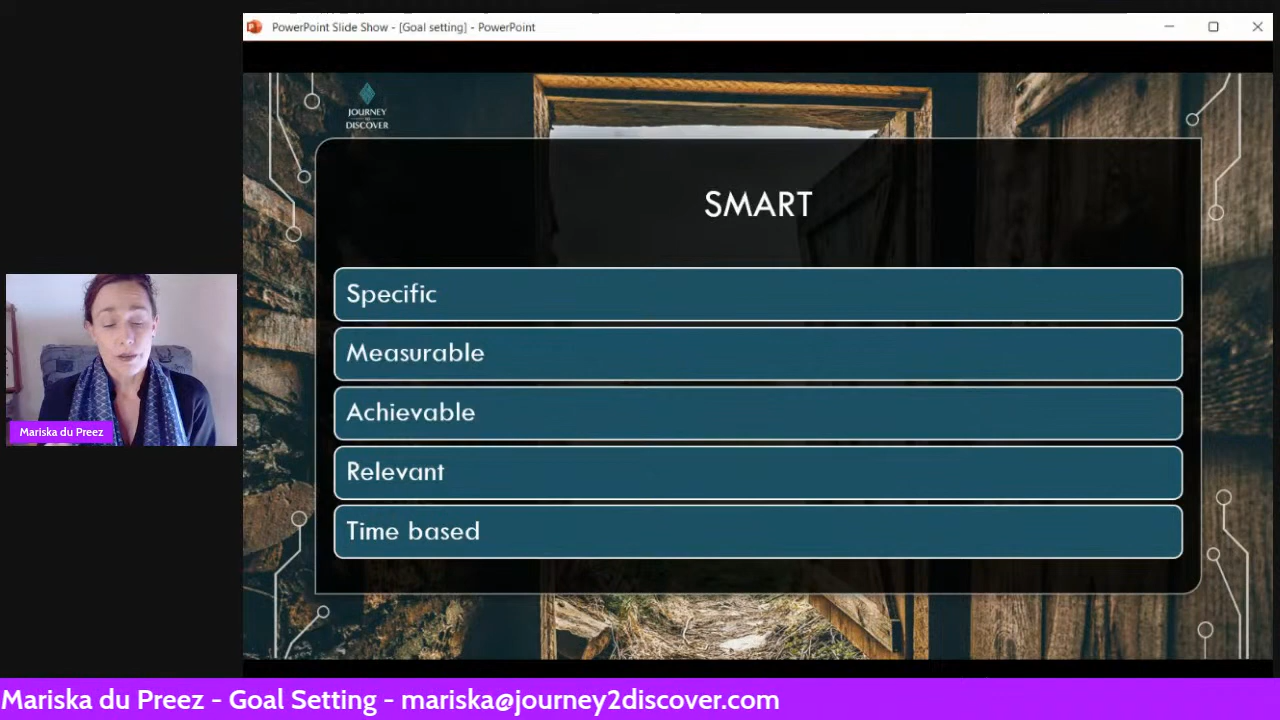 PowerPoint Slide Show - [Goal setting] - PowerPoint
JOURNEY
DISCOVER
SMART
Specific
Measurable
Achievable
Relevant
Time based
Mariska du Preez
Mariska du Preez - Goal Setting - mariska@journey2discover.com